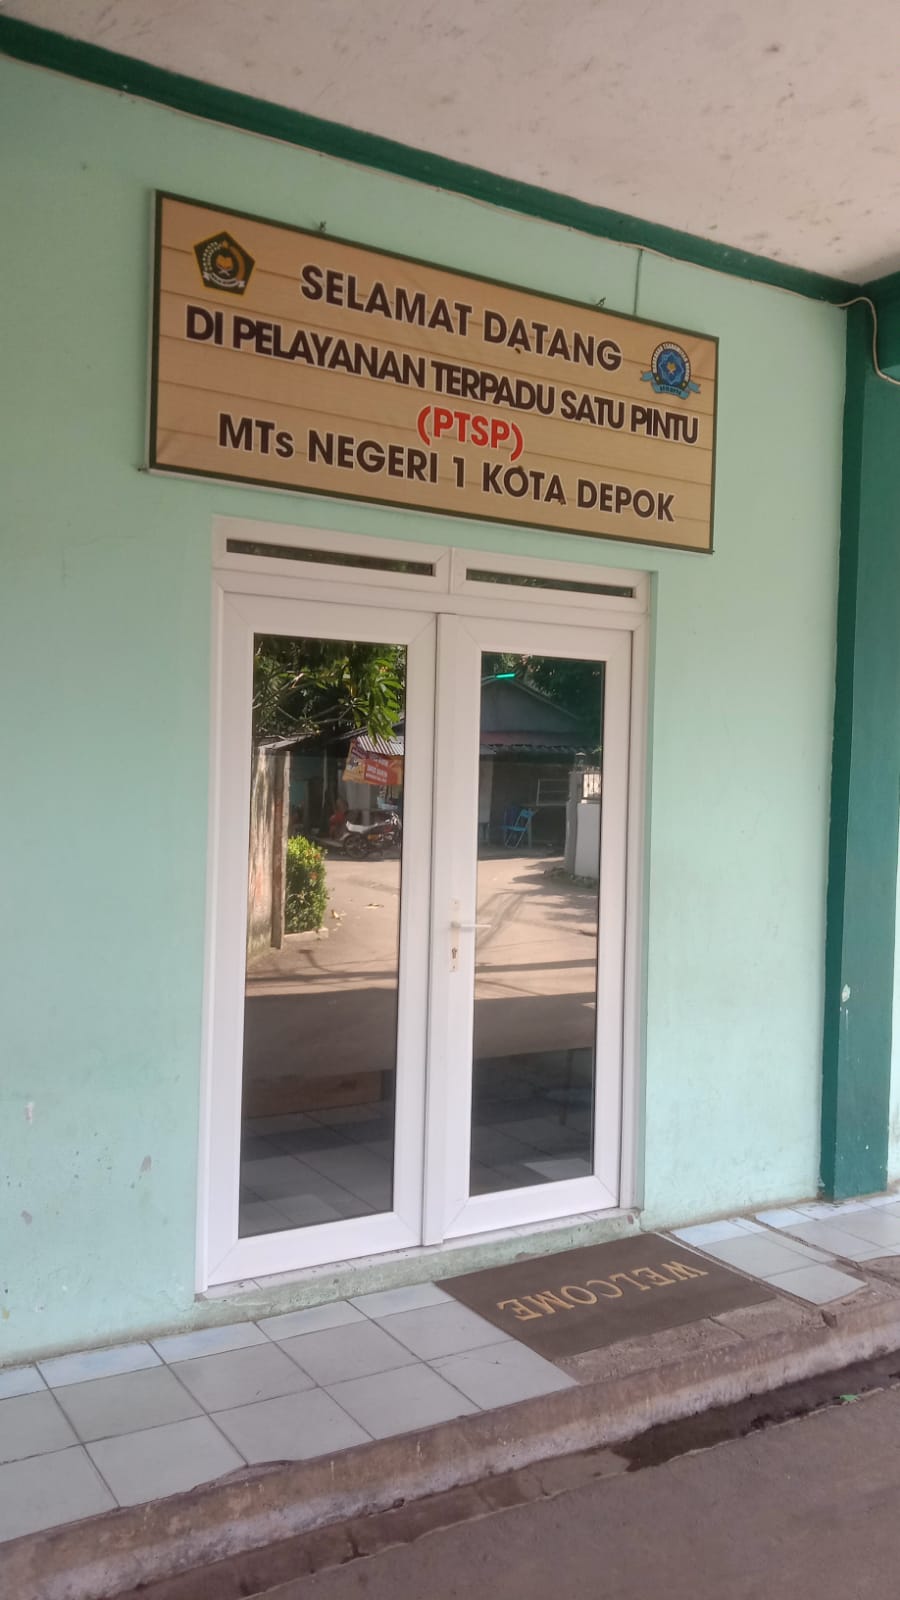 SELAMAT DATANG
DI PELAYANAN TERPADU SATU PINTU
(PTSP)
MTs NEGERI 1 KOTA DEPOK
WELCOME